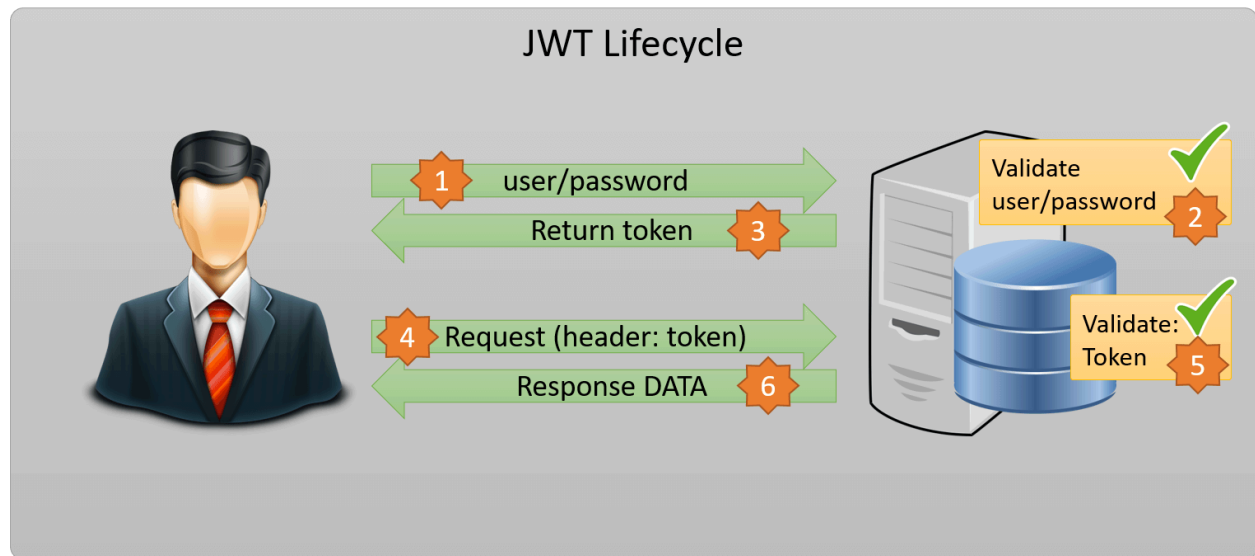 JWT Lifecycle
1 user/password
Validate
user/password 2
Return token 3
4 Request (header: token)
Validate:
Token 5
Response DATA 6